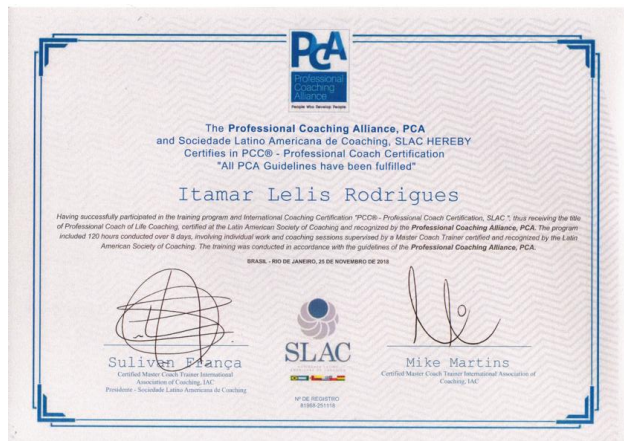 PCA
Professional
Coaching
Alliance
People Who Develop People
The Professional Coaching Alliance, PCA
and Sociedade Latino Americana de Coaching, SLAC HEREBY
Certifies in PCC® - Professional Coach Certification
"All PCA Guidelines have been fulfilled"
Itamar Lelis Rodrigues
Having successfully participated in the training program and International Coaching Certification "PCC® - Professional Coach Certification, SLAC ", thus receiving the title
of Professional Coach of Life Coaching, certified at the Latin American Society of Coaching and recognized by the Professional Coaching Alliance, PCA. The program
included 120 hours conducted over 8 days, involving individual work and coaching sessions supervised by a Master Coach Trainer certified and recognized by the Latin
American Society of Coaching. The training was conducted in accordance with the guidelines of the Professional Coaching Alliance, PCA.
BRASIL - RIO DE JANEIRO, 25 DE NOVEMBRO DE 2018
Sulivan França
Certified Master Coach Trainer International
Association of Coaching, IAC
Presidente - Sociedade Latino Americana de Coaching
SLAC
Nº DE REGISTRO
81988-251118
Mike Martins
Certified Master Coach Trainer International Association of
Coaching, IAC